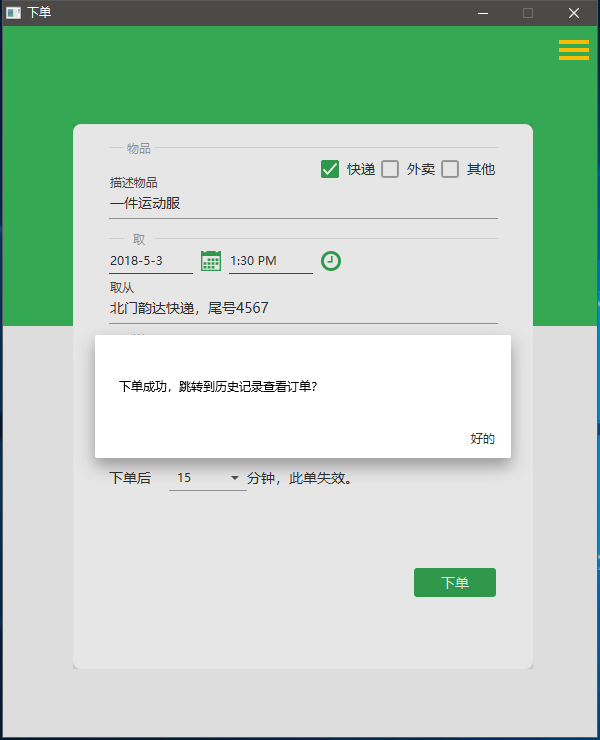 下单
物品
快递 外卖 其他
描述物品
一件运动服
取
2018-5-3 1:30 PM
取从
北门韵达快递，尾号4567
下单成功，跳转到历史记录查看订单？
好的
下单后 15 分钟，此单失效。
下单